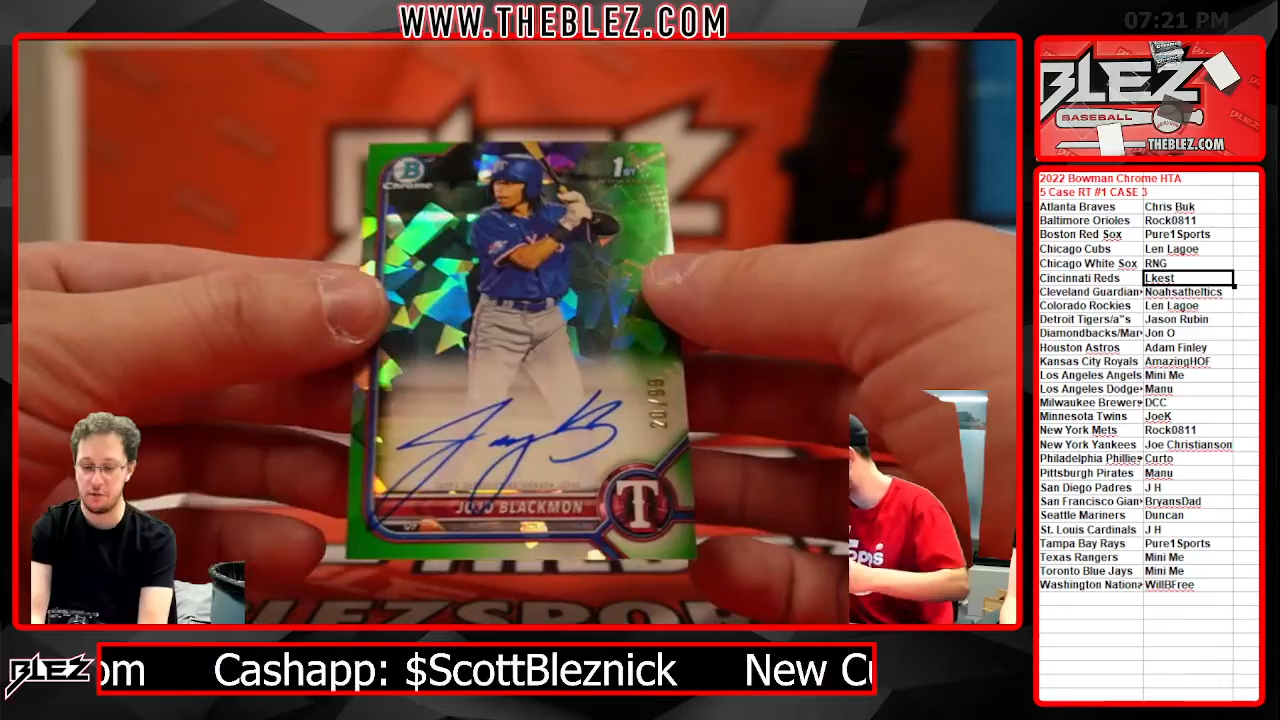 WWW.THEBLEZ.COM
07:21 PM
BLEZ
BASEBALL
THEBLEZ.COM
B
Chrome
1ST
20/99
JOJO BLACKMON
OF
T
2022 Bowman Chrome HTA
5 Case RT #1 CASE 3
Atlanta Braves Chris Buk
Baltimore Orioles Rock0811
Boston Red Sox Pure1Sports
Chicago Cubs Len Lagoe
Chicago White Sox RNG
Cincinnati Reds Lkest
Cleveland Guardian Noahsatheltics
Colorado Rockies Len Lagoe
Detroit Tigers/a"s Jason Rubin
Diamondbacks/Mar Jon O
Houston Astros Adam Finley
Kansas City Royals AmazingHOF
Los Angeles Angels Mini Me
Los Angeles Dodge Manu
Milwaukee Brewers DCC
Minnesota Twins JoeK
New York Mets Rock0811
New York Yankees Joe Christianson
Philadelphia Phillie Curto
Pittsburgh Pirates Manu
San Diego Padres J H
San Francisco Gian BryansDad
Seattle Mariners Duncan
St. Louis Cardinals J H
Tampa Bay Rays Pure1Sports
Texas Rangers Mini Me
Toronto Blue Jays Mini Me
Washington Nation WillBFree
BLEZ
om Cashapp: $ScottBleznick New Cu